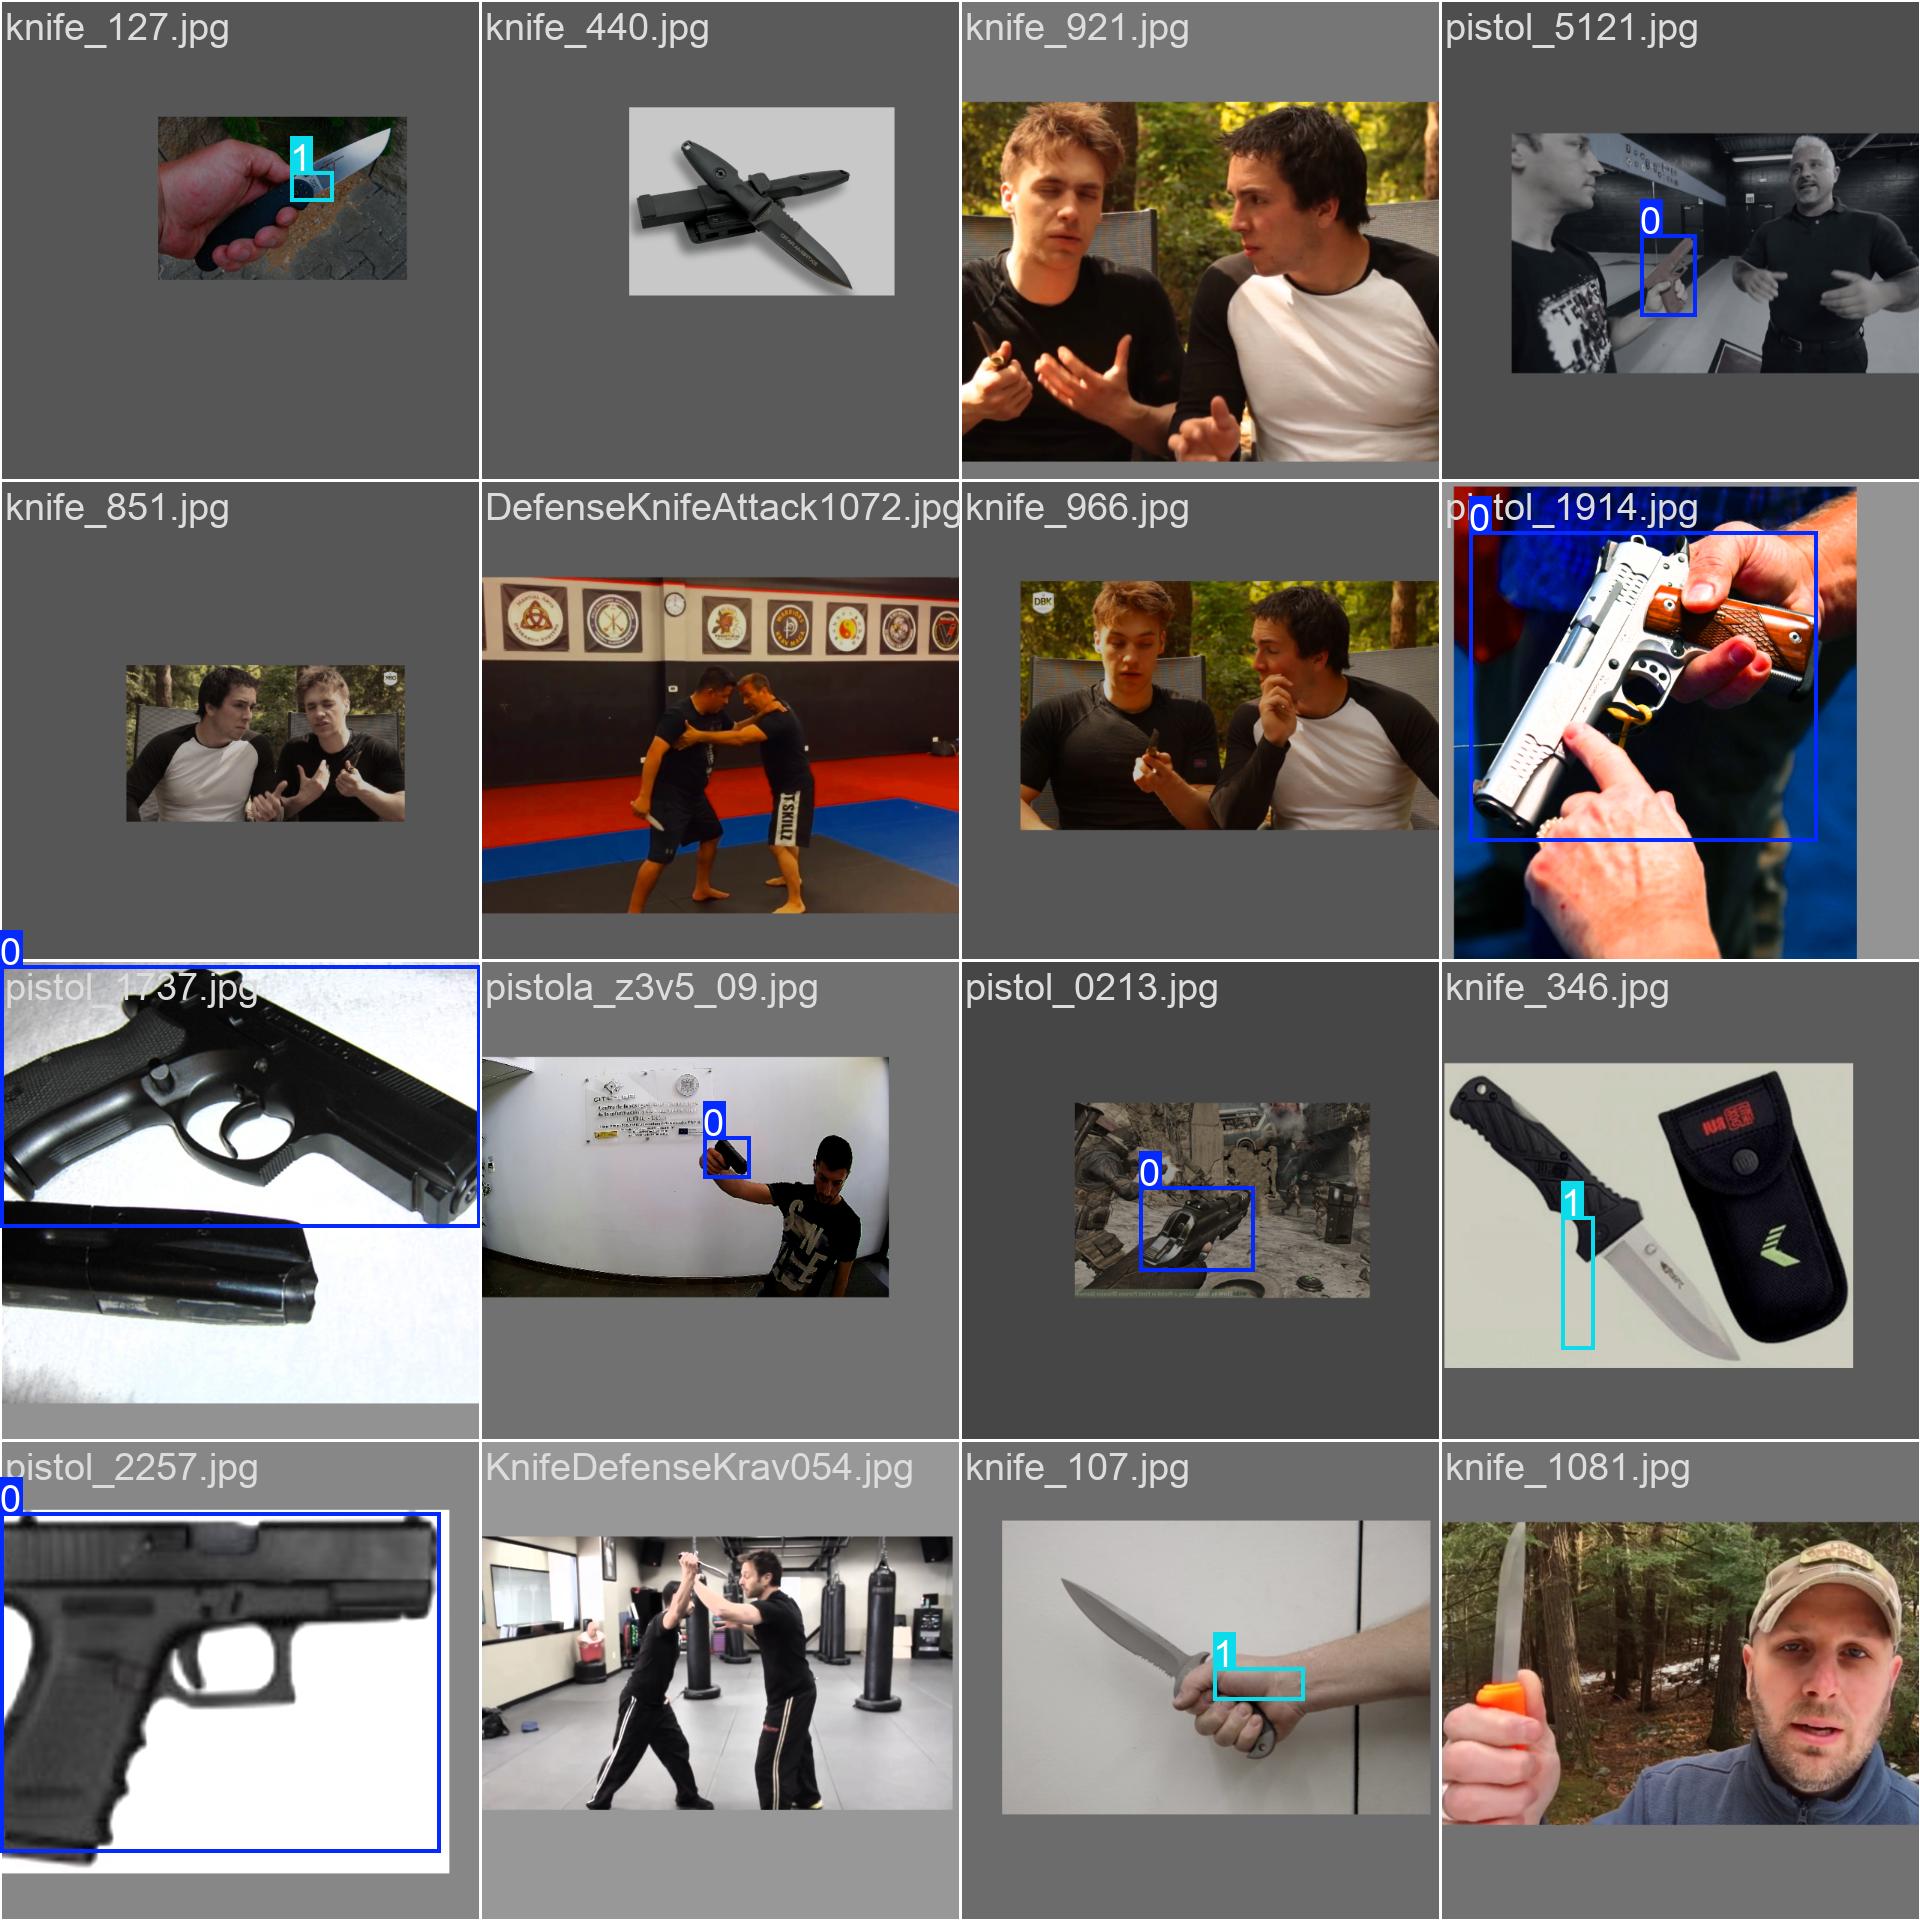 knife_127.jpg
knife_440.jpg
knife_921.jpg
pistol_5121.jpg
1
0
knife_851.jpg
DefenseKnifeAttack1072.jpg
knife_966.jpg
pistol_1914.jpg
0
DBK
T-SKILLZ
0
pistol_1737.jpg
pistola_z3v5_09.jpg
pistol_0213.jpg
knife_346.jpg
0
0
1
pistol_2257.jpg
KnifeDefenseKrav054.jpg
knife_107.jpg
knife_1081.jpg
0
1